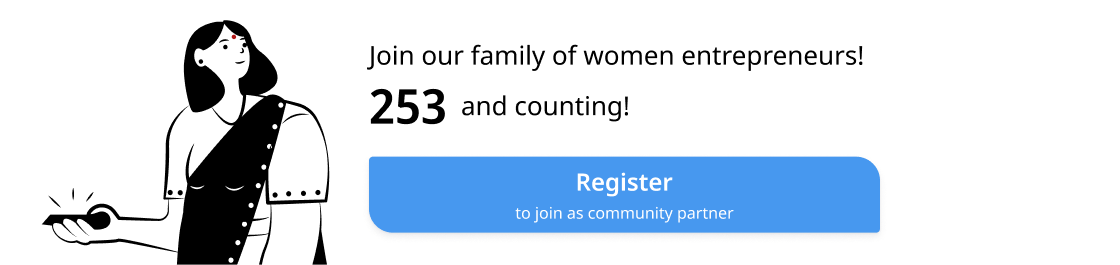 Join our family of women entrepreneurs!
253 and counting!
Register
to join as community partner